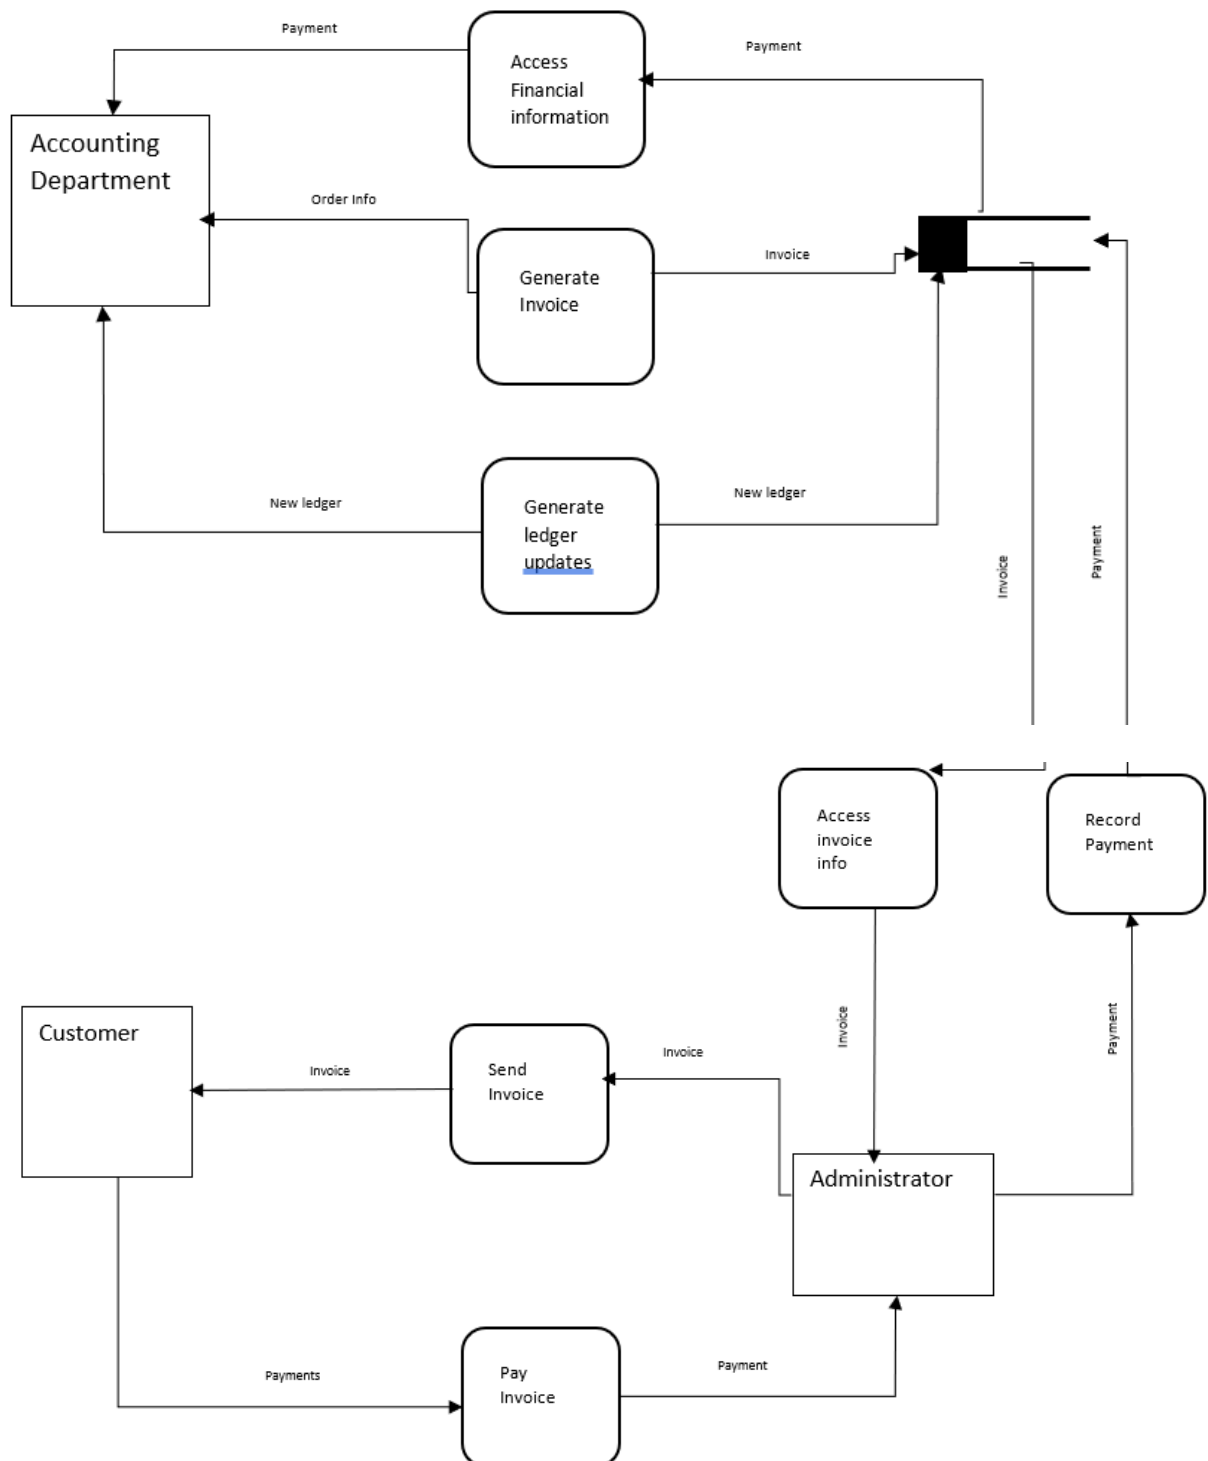 Payment
Access
Financial
information
Payment
Accounting
Department
Order Info
Generate
Invoice
Invoice
New ledger
Generate
ledger
updates
New ledger
Invoice
Payment
Access
invoice
info
Record
Payment
Customer
Invoice
Send
Invoice
Invoice
Invoice
Payment
Administrator
Payments
Pay
Invoice
Payment